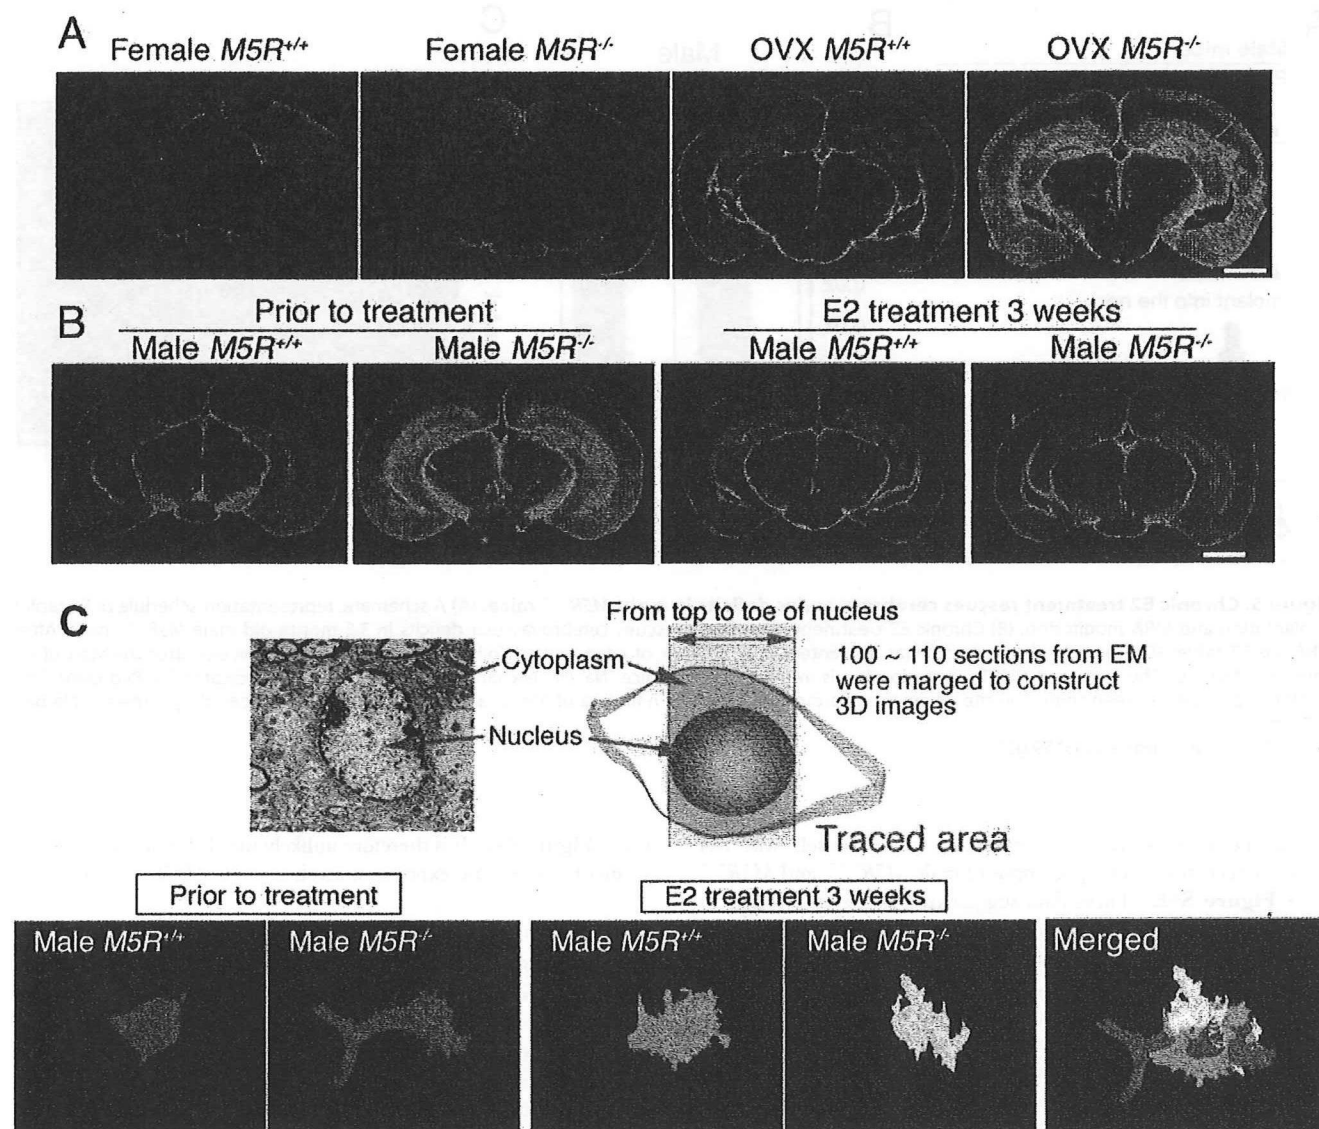 A
Female M5R+/+
Female M5R-/-
OVX M5R+/+
OVX M5R-/-
B
Prior to treatment
E2 treatment 3 weeks
Male M5R+/+
Male M5R-/-
Male M5R+/+
Male M5R-/-
C
From up to top of nuclei
Cytoplasm
Nucleus
100 ~ 110 sections from EM
were marged to construct
3D images
Traced area
Prior to treatment
E2 treatment 3 weeks
Male M5R+/+
Male M5R-/-
Male M5R+/+
Male M5R-/-
Merged